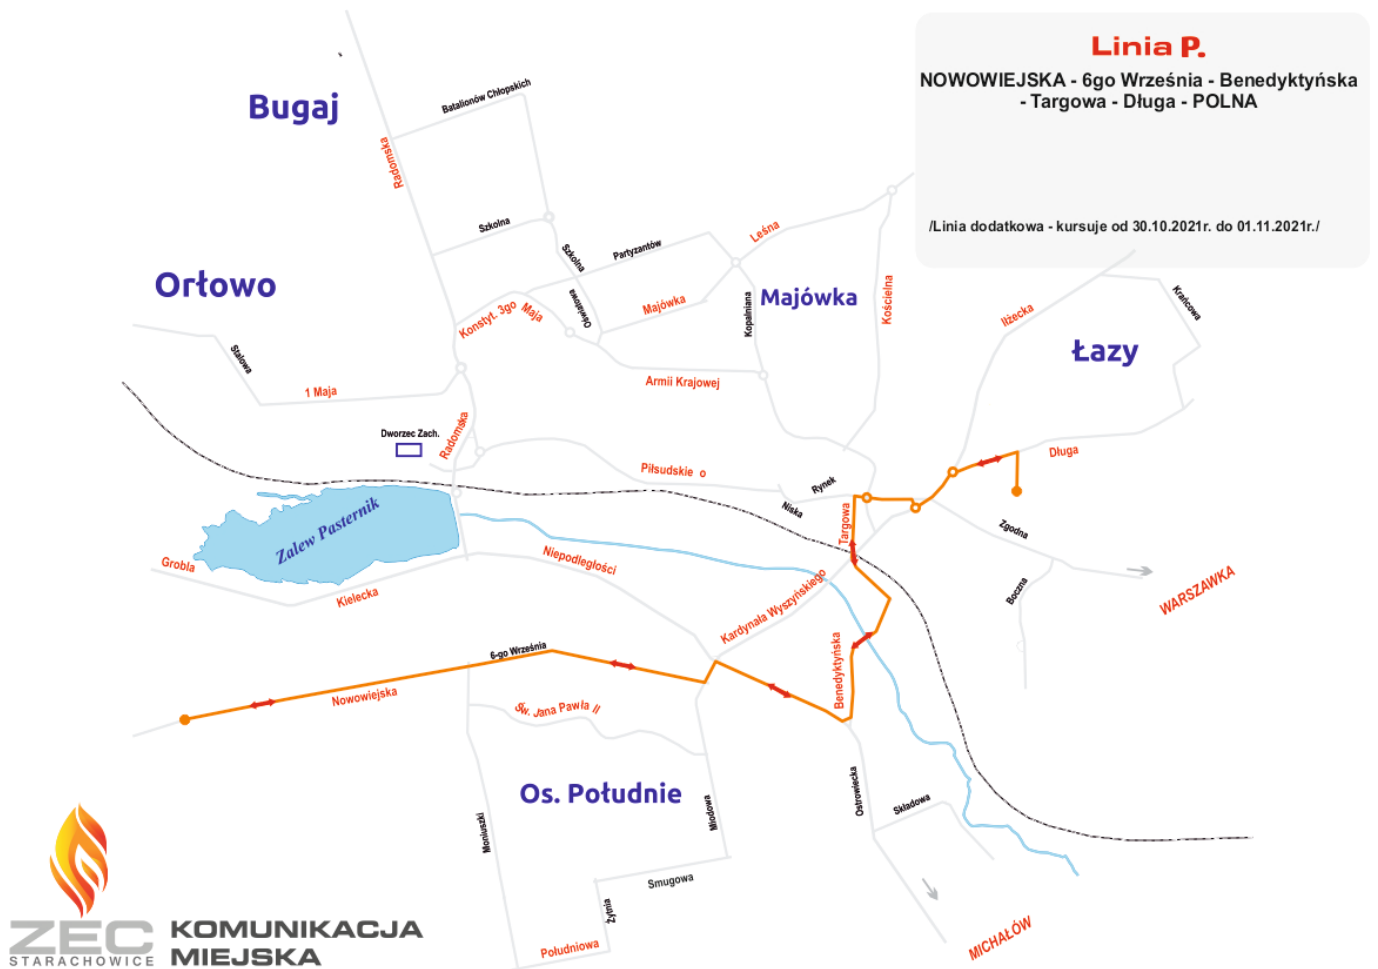 Linia P.
NOWOWIEJSKA - 6go Września - Benedyktyńska
- Targowa - Długa - POLNA
/Linia dodatkowa - kursuje od 30.10.2021r. do 01.11.2021r./
Bugaj
Batalionów Chłopskich
Radomska
Szkolna
Szkolna
Partyzantów
Leśna
Orłowo
Oświatowa
Majówka
Kopalniana
Majówka
Kościelna
Krańcowa
Iłżecka
Konstyt. 3go Maja
Łazy
Stalowa
1 Maja
Armii Krajowej
Dworzec Zach.
Radomska
Długa
Piłsudskie o
Rynek
Niska
Targowa
Zgodna
Zalew Pasternik
Grobla
Kielecka
Niepodległości
Kardynała Wyszyńskiego
Boczna
WARSZAWKA
6-go Września
Benedyktyńska
Nowowiejska
Św. Jana Pawła II
Os. Południe
Moniuszki
Miodowa
Ostrowiecka
Składowa
Smugowa
Żytnia
Południowa
MICHAŁÓW
ZEC
STARACHOWICE
KOMUNIKACJA
MIEJSKA